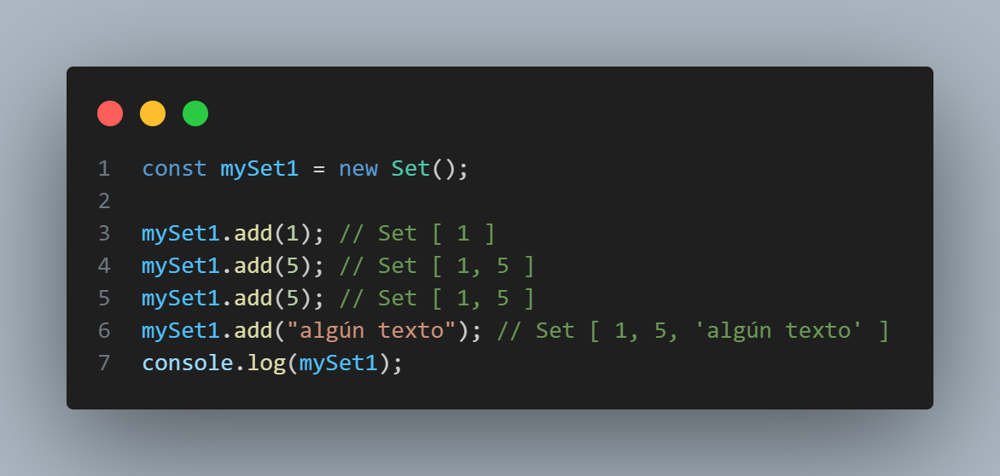 1 const mySet1 = new Set();
2
3 mySet1.add(1); // Set [ 1 ]
4 mySet1.add(5); // Set [ 1, 5 ]
5 mySet1.add(5); // Set [ 1, 5 ]
6 mySet1.add("algún texto"); // Set [ 1, 5, 'algún texto' ]
7 console.log(mySet1);